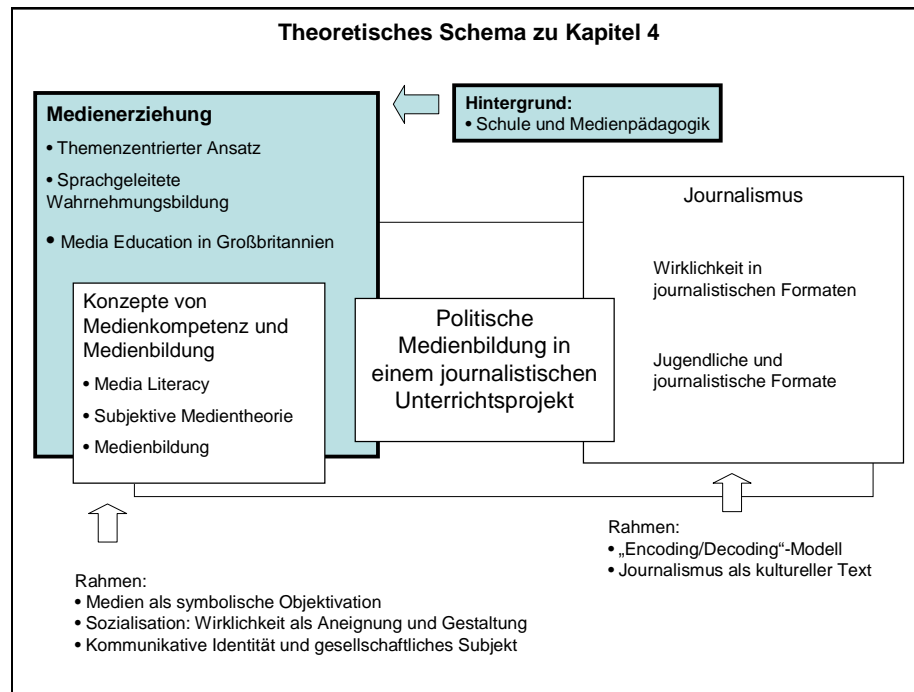 Theoretisches Schema zu Kapitel 4
Medienerziehung
• Themenzentrierter Ansatz
• Sprachgeleitete
Wahrnehmungsbildung
• Media Education in Großbritannien
Hintergrund:
• Schule und Medienpädagogik
Konzepte von
Medienkompetenz und
Medienbildung
• Media Literacy
• Subjektive Medientheorie
• Medienbildung
Politische
Medienbildung in
einem journalistischen
Unterrichtsprojekt
Journalismus
Wirklichkeit in
journalistischen Formaten
Jugendliche und
journalistische Formate
Rahmen:
• Medien als symbolische Objektivation
• Sozialisation: Wirklichkeit als Aneignung und Gestaltung
• Kommunikative Identität und gesellschaftliches Subjekt
Rahmen:
• „Encoding/Decoding“-Modell
• Journalismus als kultureller Text